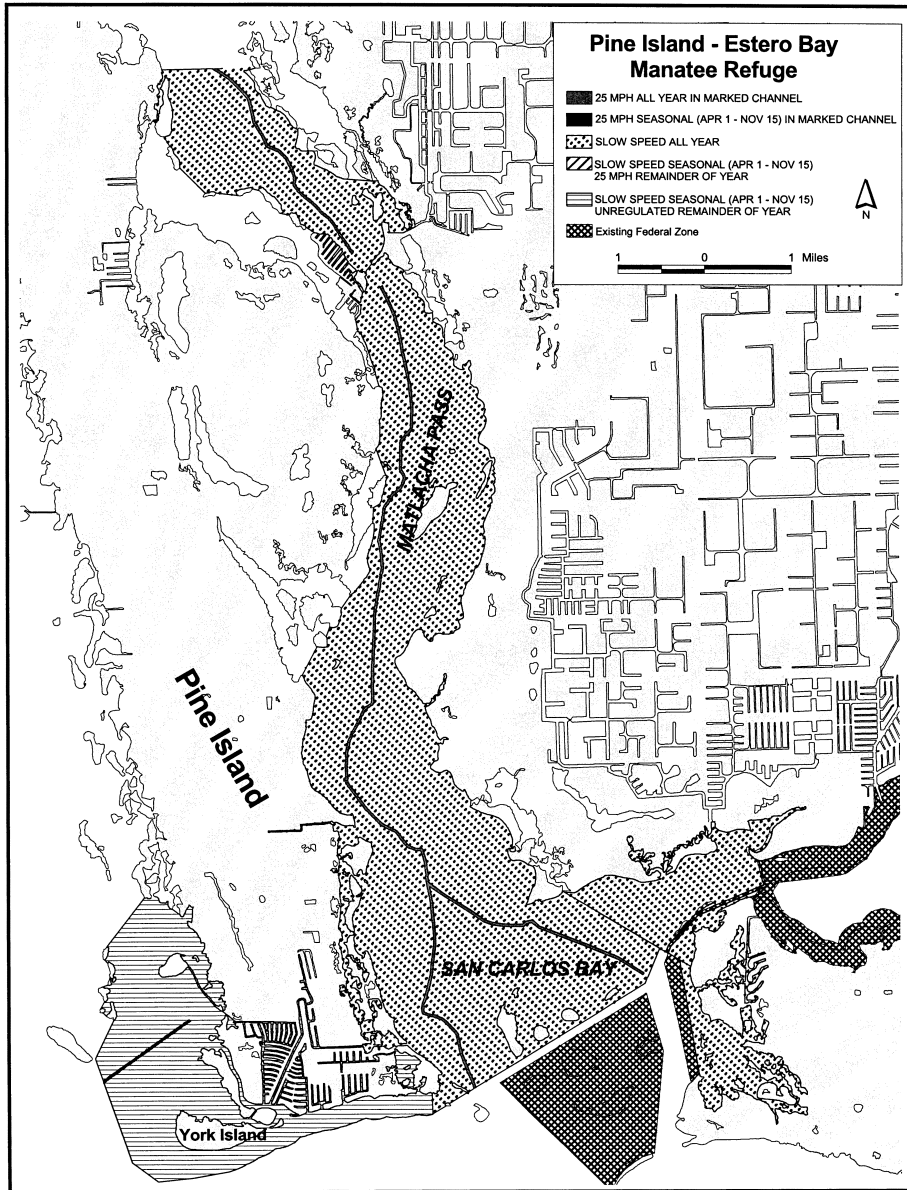 Pine Island - Estero Bay
Manatee Refuge
25 MPH ALL YEAR IN MARKED CHANNEL
25 MPH SEASONAL (APR 1 - NOV 15) IN MARKED CHANNEL
SLOW SPEED ALL YEAR
SLOW SPEED SEASONAL (APR 1 - NOV 15)
25 MPH REMAINDER OF YEAR
SLOW SPEED SEASONAL (APR 1 - NOV 15)
UNREGULATED REMAINDER OF YEAR
Existing Federal Zone
N
1 0 1 Miles
MATLACHA PASS
Pine Island
SAN CARLOS BAY
York Island